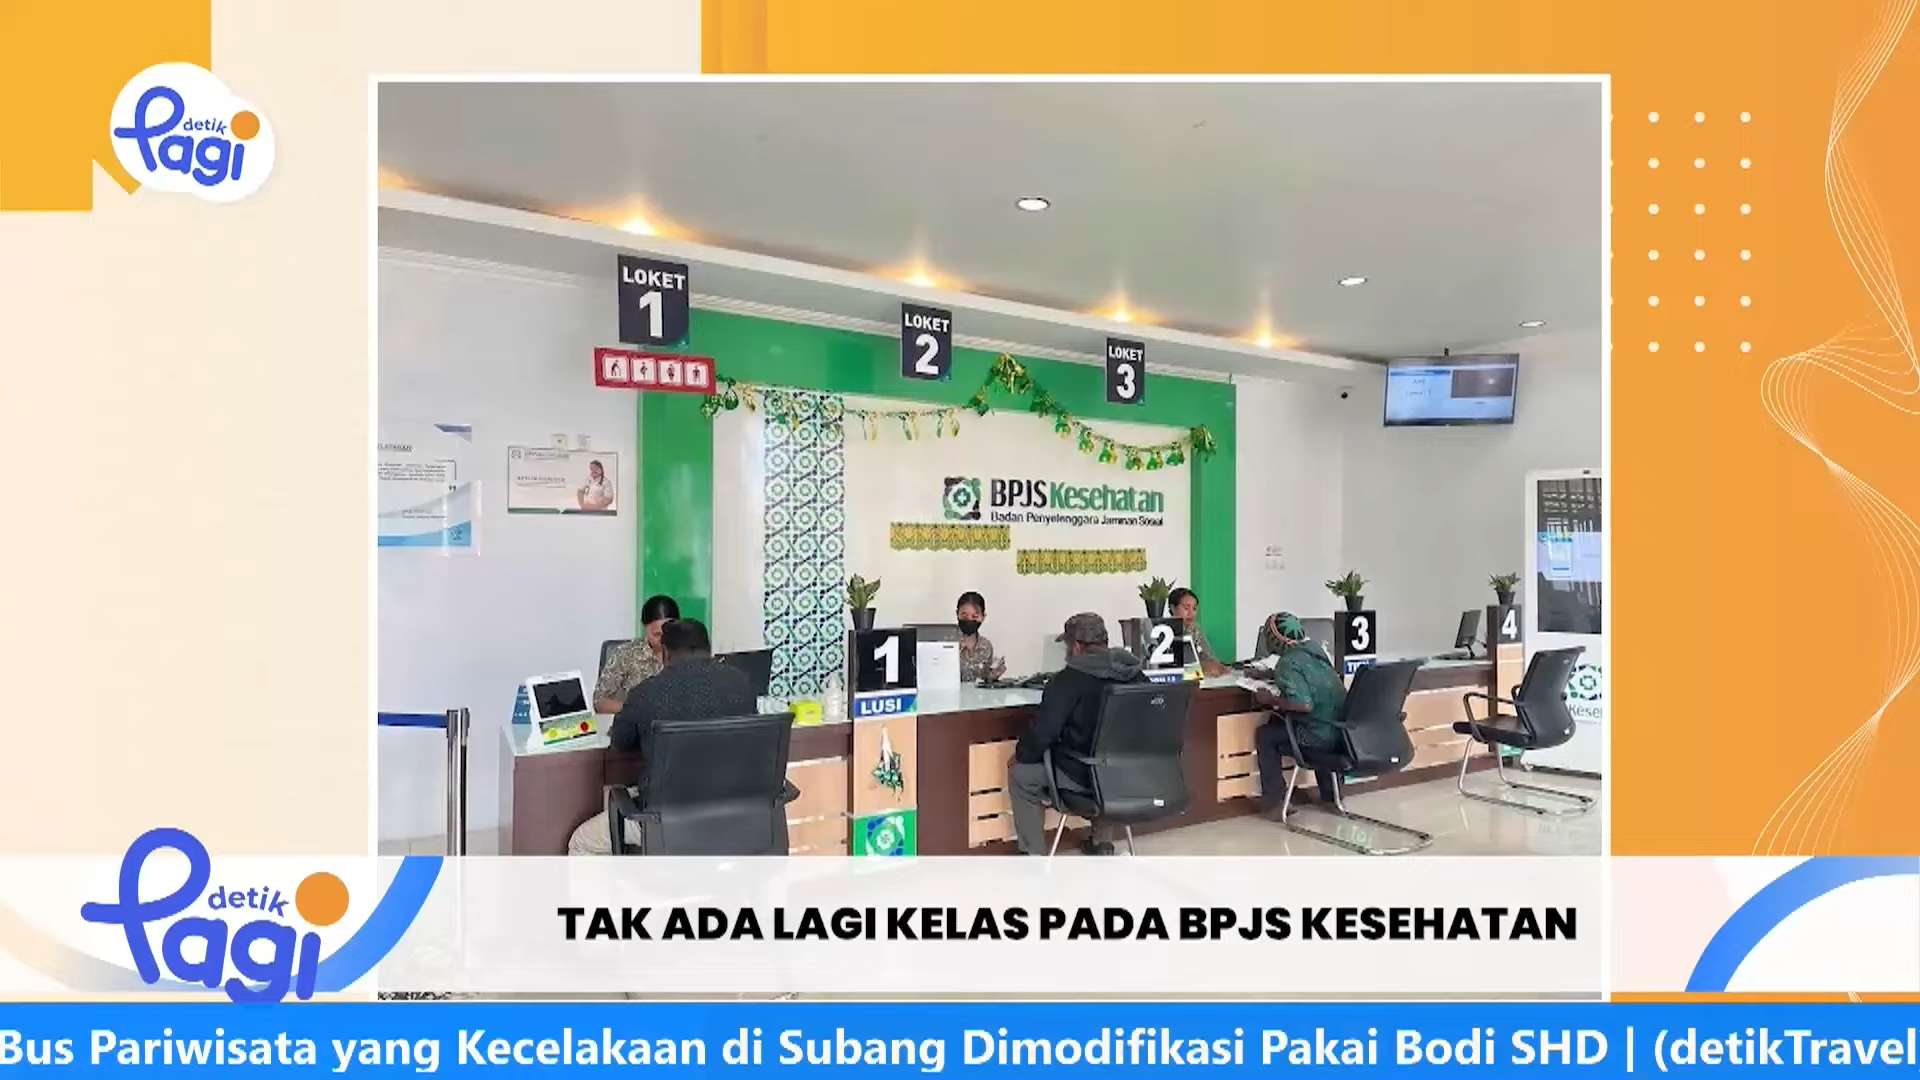 detik
Pagi
LOKET
1
LOKET
2
LOKET
3
BPJS Kesehatan
Badan Penyelenggara Jaminan Sosial
1
LUSI
2
3
4
detik
Pagi
TAK ADA LAGI KELAS PADA BPJS KESEHATAN
Bus Pariwisata yang Kecelakaan di Subang Dimodifikasi Pakai Bodi SHD | (detikTravel